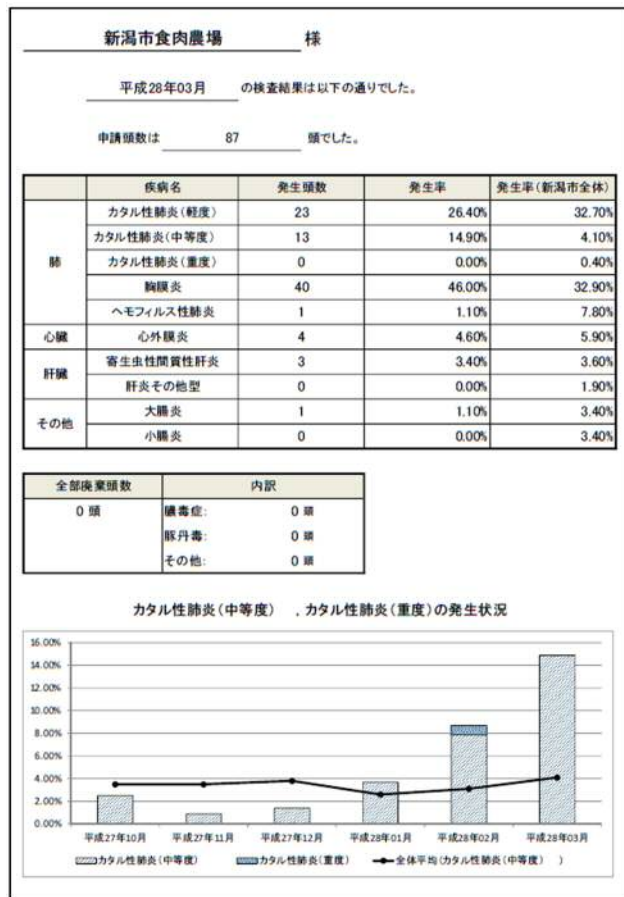 新潟市食肉農場 様
平成28年03月 の検査結果は以下の通りでした。
申請頭数は 87 頭でした。
疾病名 発生頭数 発生率 発生率(新潟市全体)
肺 カタル性肺炎(軽度) 23 26.40% 32.70%
カタル性肺炎(中等度) 13 14.90% 4.10%
カタル性肺炎(重度) 0 0.00% 0.40%
胸膜炎 40 46.00% 32.90%
ヘモフィルス性肺炎 1 1.10% 7.80%
心臓 心外膜炎 4 4.60% 5.90%
肝臓 寄生虫性間質性肝炎 3 3.40% 3.60%
肝炎その他型 0 0.00% 1.90%
その他 大腸炎 1 1.10% 3.40%
小腸炎 0 0.00% 3.40%
全部廃棄頭数 内訳
0 頭 膿毒症: 0 頭
豚丹毒: 0 頭
その他: 0 頭
カタル性肺炎(中等度) , カタル性肺炎(重度)の発生状況
16.00%
14.00%
12.00%
10.00%
8.00%
6.00%
4.00%
2.00%
0.00%
平成27年10月 平成27年11月 平成27年12月 平成28年01月 平成28年02月 平成28年03月
カタル性肺炎(中等度) カタル性肺炎(重度) 全体平均(カタル性肺炎(中等度) )